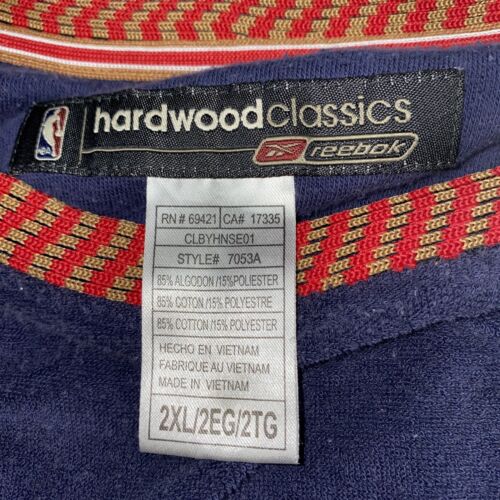 hardwoodclassics
reebok
RN # 69421 CA# 17335
CLBYHNSE01
STYLE# 7053A
85% ALGODON /15%POLIESTER
85% COTON /15% POLYESTRE
85% COTTON /15% POLYESTER
HECHO EN VIETNAM
FABRIQUE AU VIETNAM
MADE IN VIETNAM
2XL/2EG/2TG